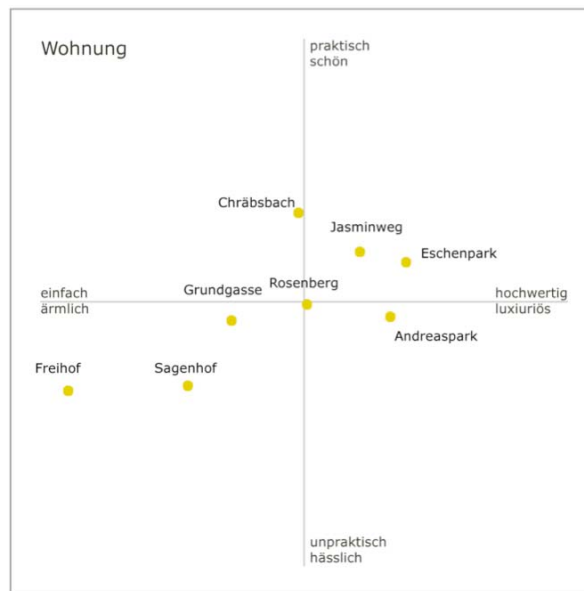 Wohnung
praktisch
schön
Chräbsbach
Jasminweg
Eschenpark
Rosenberg
Grundgasse
einfach
ärmlich
hochwertig
luxiuriös
Andreaspark
Freihof
Sagenhof
unpraktisch
hässlich